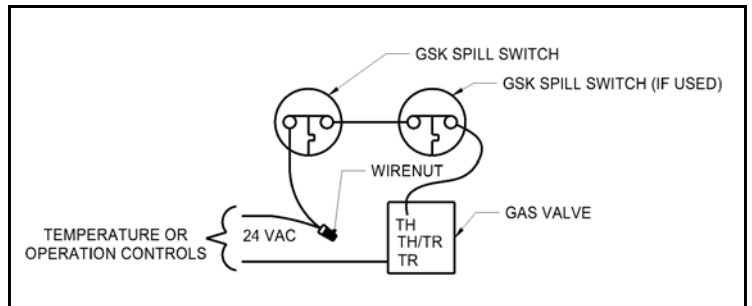 GSK SPILL SWITCH
GSK SPILL SWITCH (IF USED)
WIRENUT
TEMPERATURE OR
OPERATION CONTROLS
24 VAC
TH
TH/TR
TR
GAS VALVE